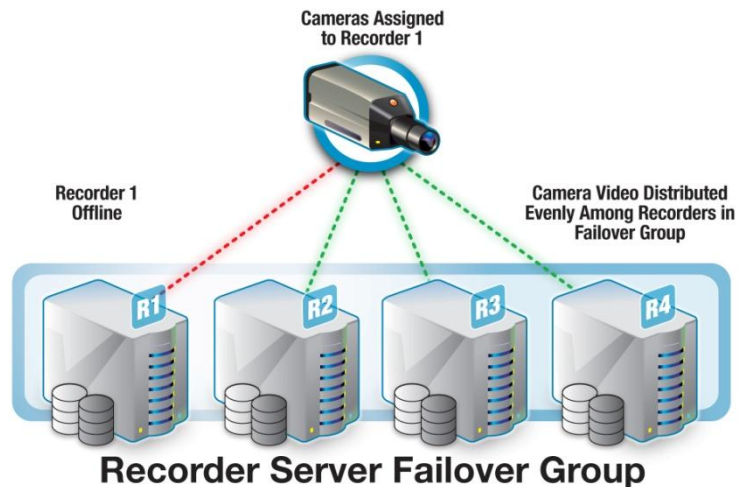 Cameras Assigned
to Recorder 1
Recorder 1
Offline
Camera Video Distributed
Evenly Among Recorders in
Failover Group
R1
R2
R3
R4
Recorder Server Failover Group